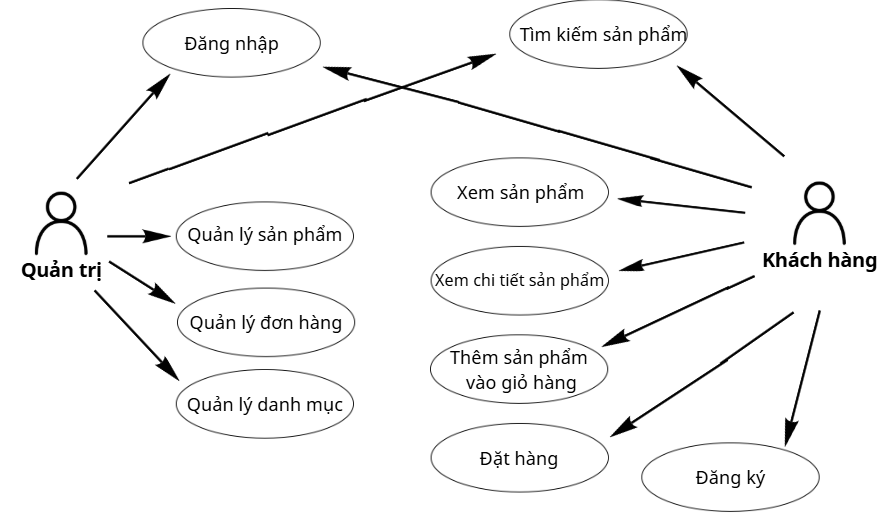 Đăng nhập
Tìm kiếm sản phẩm
Quản trị
Quản lý sản phẩm
Quản lý đơn hàng
Quản lý danh mục
Xem sản phẩm
Xem chi tiết sản phẩm
Thêm sản phẩm
vào giỏ hàng
Đặt hàng
Khách hàng
Đăng ký